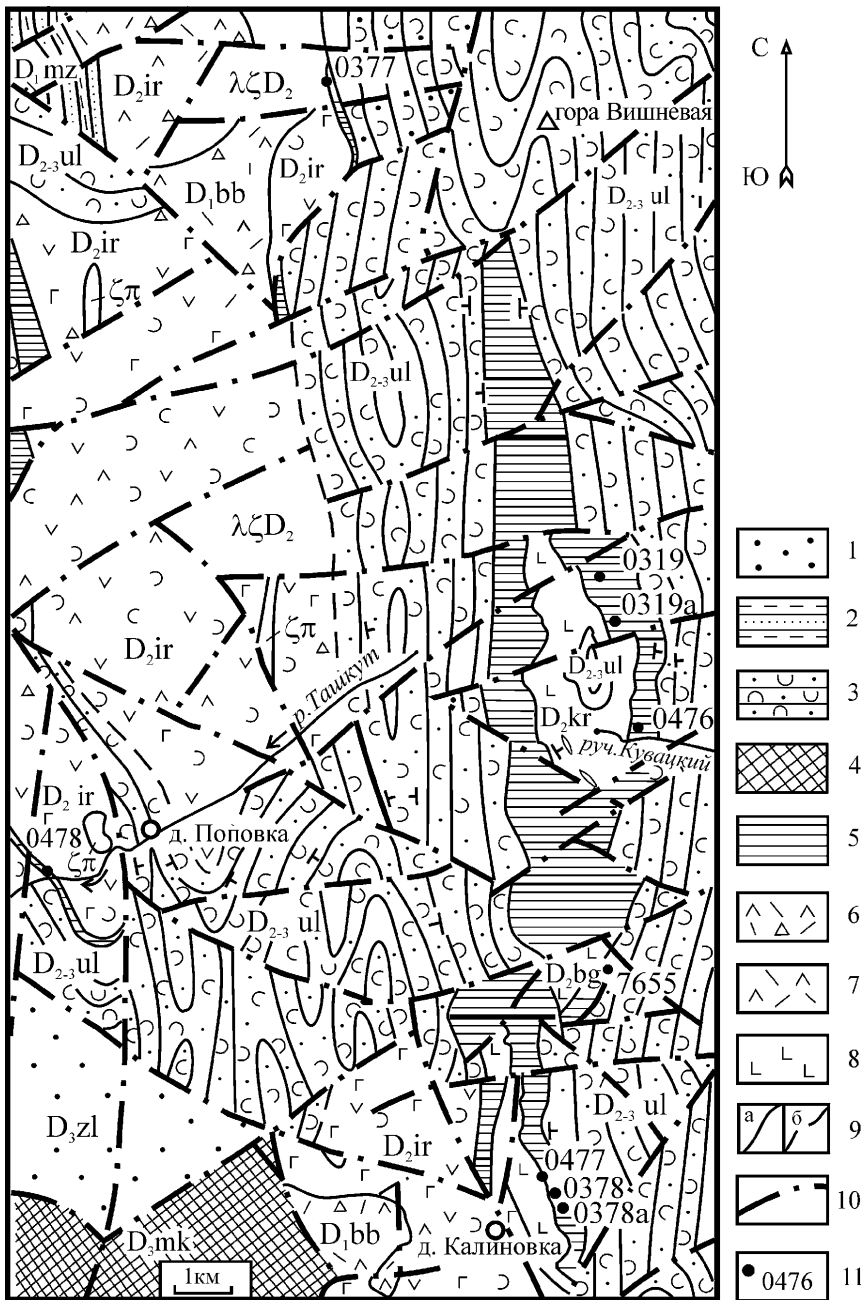 D₁mz
D₂ir
λζD₂
0377
С
гора Вишневая
Ю
D₂₋₃ul
D₁bb
D₂ir
D₂₋₃ ul
D₂ir
ζπ
D₂₋₃ul
λζD₂
0319
0319а
ζπ
D₂ir
р. Ташкут
D₂₋₃ul
D₂kr
0476
руч.Кувацкий
D₂ ir
0478
д. Поповка
ζπ
D₂₋₃ ul
D₂₋₃ul
D₂bg
7655
D₃zl
D₂ir
D₂₋₃ ul
0477
0378
0378а
D₃mk
D₁bb
д. Калиновка
1км
1
2
3
4
5
6
7
8
а б 9
10
0476 11